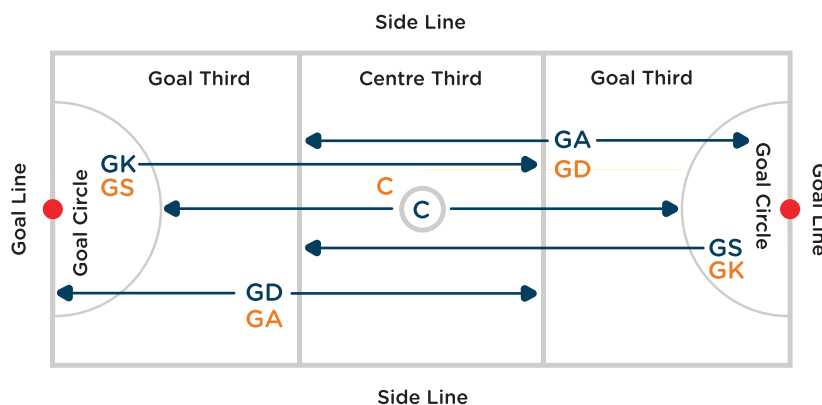 Side Line
Goal Third
Centre Third
Goal Third
GA
GK
GD
GS
C
C
Goal Line
Goal Circle
Goal Circle
Goal Line
GS
GK
GD
GA
Side Line